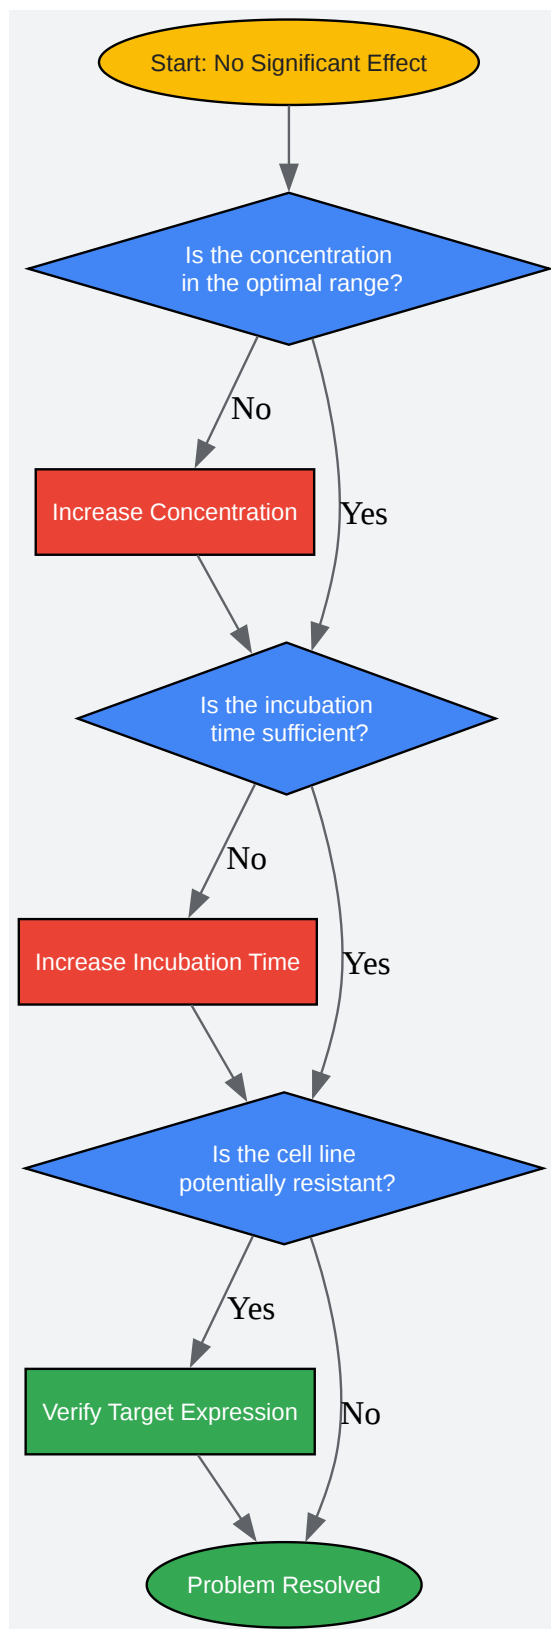 Start: No Significant Effect
Is the concentration
in the optimal range?
No
Increase Concentration
Yes
Is the incubation
time sufficient?
No
Increase Incubation Time
Yes
Is the cell line
potentially resistant?
Yes
Verify Target Expression
No
Problem Resolved